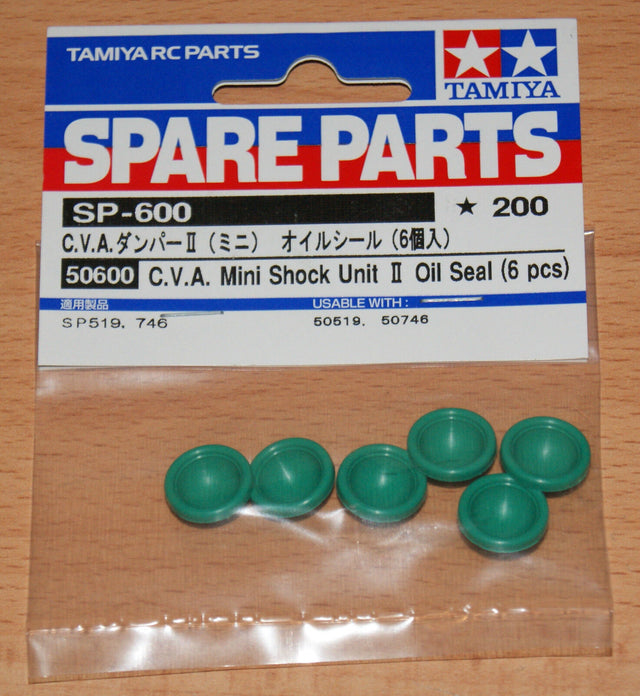 TAMIYA RC PARTS
TAMIYA
SPARE PARTS
SP-600 ★ 200
C.V.A.ダンパーⅡ(ミニ) オイルシール(6個入)
50600 C.V.A. Mini Shock Unit Ⅱ Oil Seal (6 pcs)
適用製品 USABLE WITH :
SP519, 746 50519, 50746